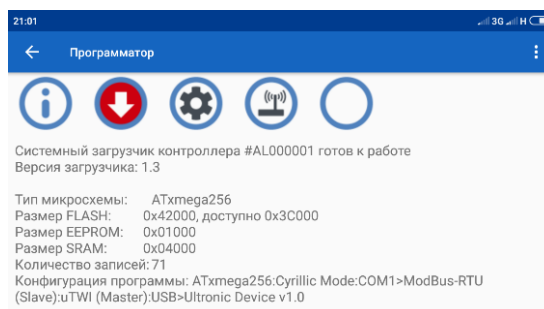 21:01
3G H
Программатор
Системный загрузчик контроллера #AL000001 готов к работе
Версия загрузчика: 1.3
Тип микросхемы: ATxmega256
Размер FLASH: 0x42000, доступно 0x3C000
Размер EEPROM: 0x01000
Размер SRAM: 0x04000
Количество записей: 71
Конфигурация программы: ATxmega256:Cyrillic Mode:COM1>ModBus-RTU
(Slave):uTWI (Master):USB>Ultronic Device v1.0